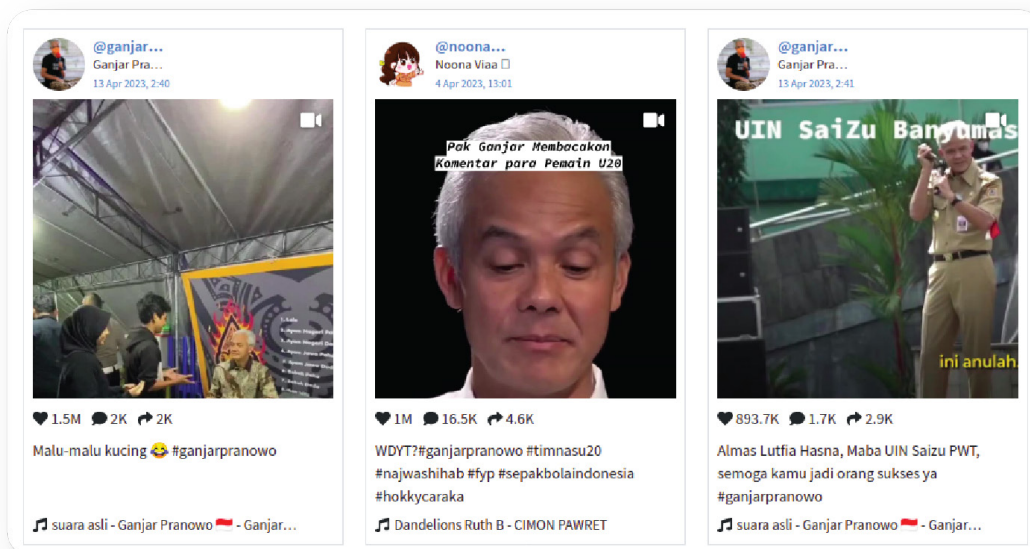 @ganjar...
Ganjar Pra...
13 Apr 2023, 2:40
1.5M 2K 2K
Malu-malu kucing 😂 #ganjarpranowo
suara asli - Ganjar Pranowo 🇮🇩 - Ganjar...
@noona...
Noona Viaa
4 Apr 2023, 13:01
Pak Ganjar Membacakan
Komentar para Pemain U20
1M 16.5K 4.6K
WDYT?#ganjarpranowo #timnasu20
#najwashihab #fyp #sepakbolaindonesia
#hokkycaraka
Dandelions Ruth B - CIMON PAWRET
@ganjar...
Ganjar Pra...
13 Apr 2023, 2:41
UIN SaiZu Banyumas
ini anulah.
893.7K 1.7K 2.9K
Almas Lutfia Hasna, Maba UIN Saizu PWT,
semoga kamu jadi orang sukses ya
#ganjarpranowo
suara asli - Ganjar Pranowo 🇮🇩 - Ganjar...